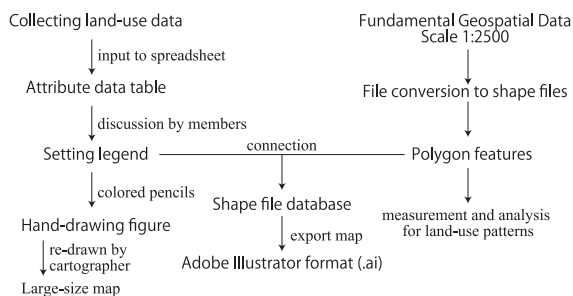 Collecting land-use data
input to spreadsheet
Attribute data table
discussion by members
Setting legend
colored pencils
Hand-drawing figure
re-drawn by
cartographer
Large-size map
connection
Shape file database
export map
Adobe Illustrator format (.ai)
Fundamental Geospatial Data
Scale 1:2500
File conversion to shape files
Polygon features
measurement and analysis
for land-use patterns